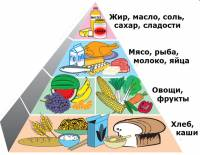 Жир, масло, соль,
сахар, сладости
Мясо, рыба,
молоко, яйца
Овощи,
фрукты
Хлеб,
каши